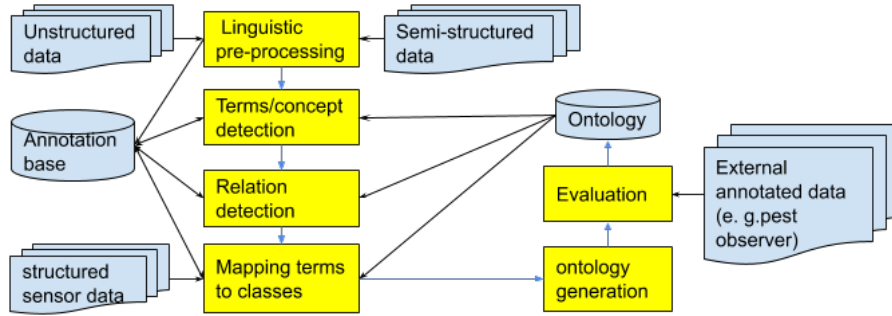 Unstructured
data
Linguistic
pre-processing
Semi-structured
data
Annotation
base
Terms/concept
detection
Ontology
Relation
detection
Evaluation
External
annotated data
(e. g.pest
observer)
structured
sensor data
Mapping terms
to classes
ontology
generation